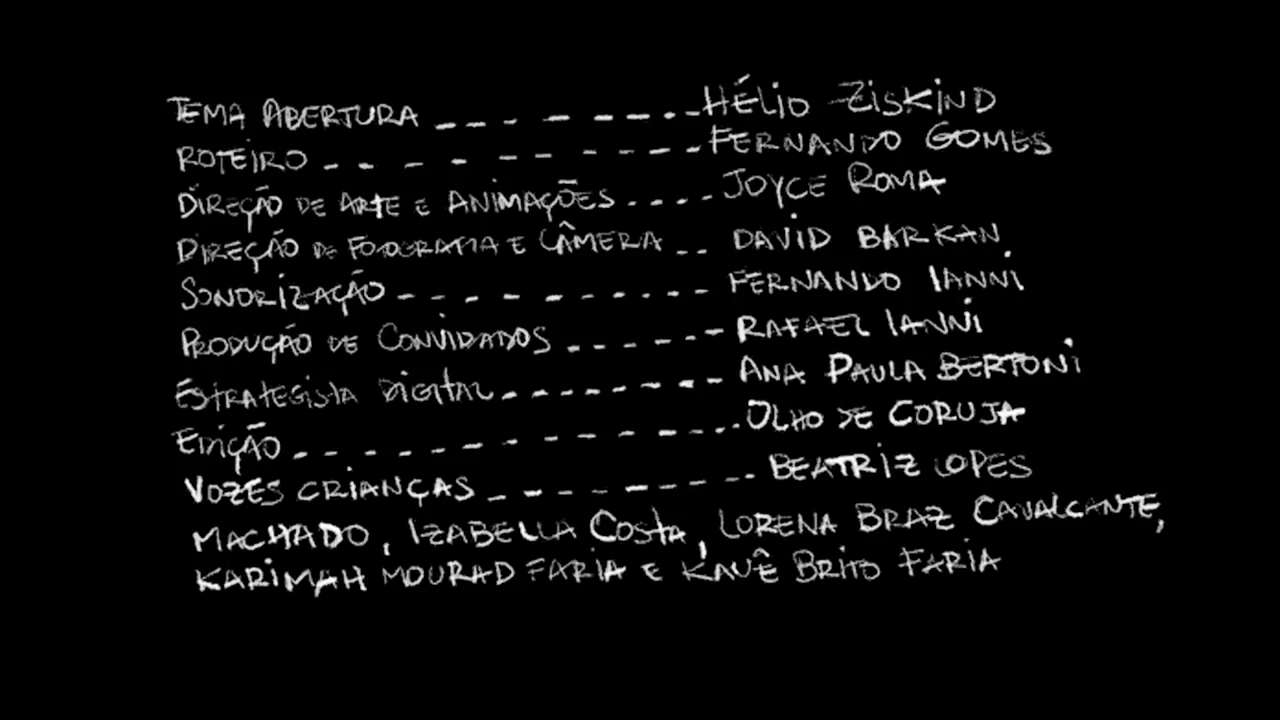 TEMA ABERTURA _ _ _ _ _ _ _ _ HÉLIO ZISKIND
ROTEIRO _ _ _ _ _ _ _ _ _ _ FERNANDO GOMES
DIREÇÃO DE ARTE E ANIMAÇÕES .... JOYCE ROMA
DIREÇÃO DE FOTOGRAFIA E CÂMERA _ _ DAVID BARKAN
SONORIZAÇÃO - - - - - - - - - FERNANDO IANNI
PRODUÇÃO DE CONVIDADOS - - - - - - - RAFAEL IANNI
ESTRATEGISTA DIGITAL - - - - - - - - - ANA PAULA BERTONI
EDIÇÃO - - - - - - - - - - - - - OLHO DE CORUJA
VOZES CRIANÇAS - - - - - - - - BEATRIZ LOPES
MACHADO, IZABELLA COSTA, LORENA BRAZ CAVALCANTE,
KARIMAH MOURAD FARIA E KAUÊ BRITO FARIA